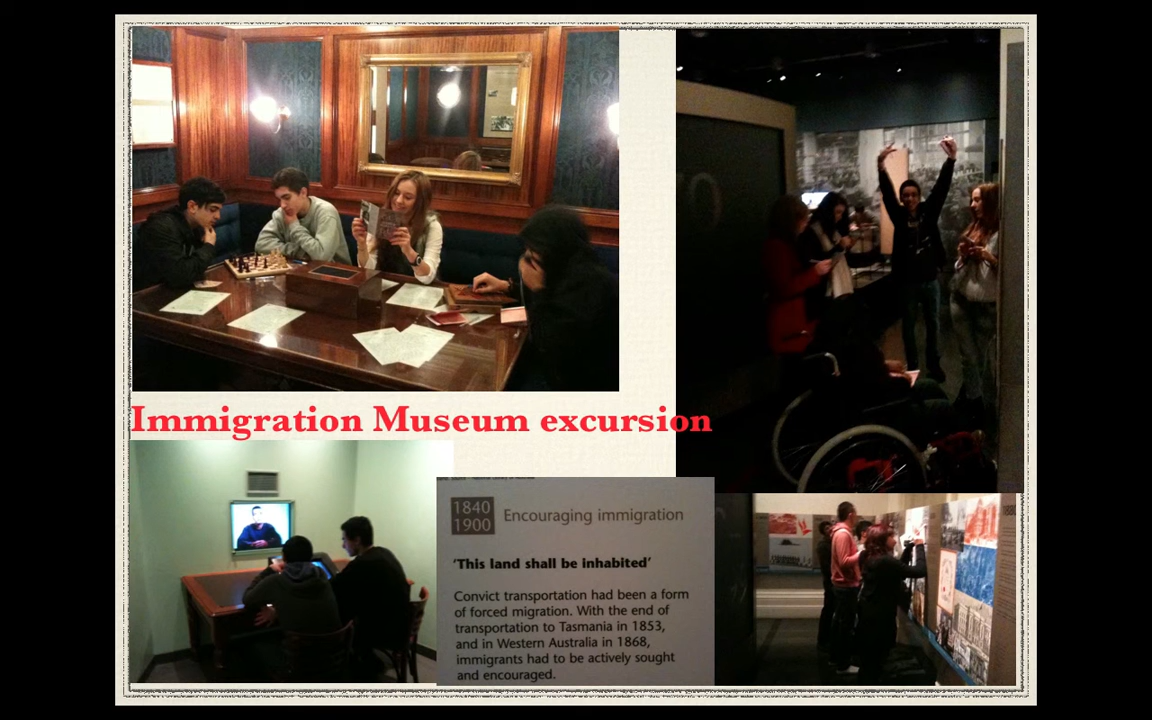 Immigration Museum excursion
1840
1900
Encouraging immigration
'This land shall be inhabited'
Convict transportation had been a form
of forced migration. With the end of
transportation to Tasmania in 1853,
and in Western Australia in 1868,
immigrants had to be actively sought
and encouraged.